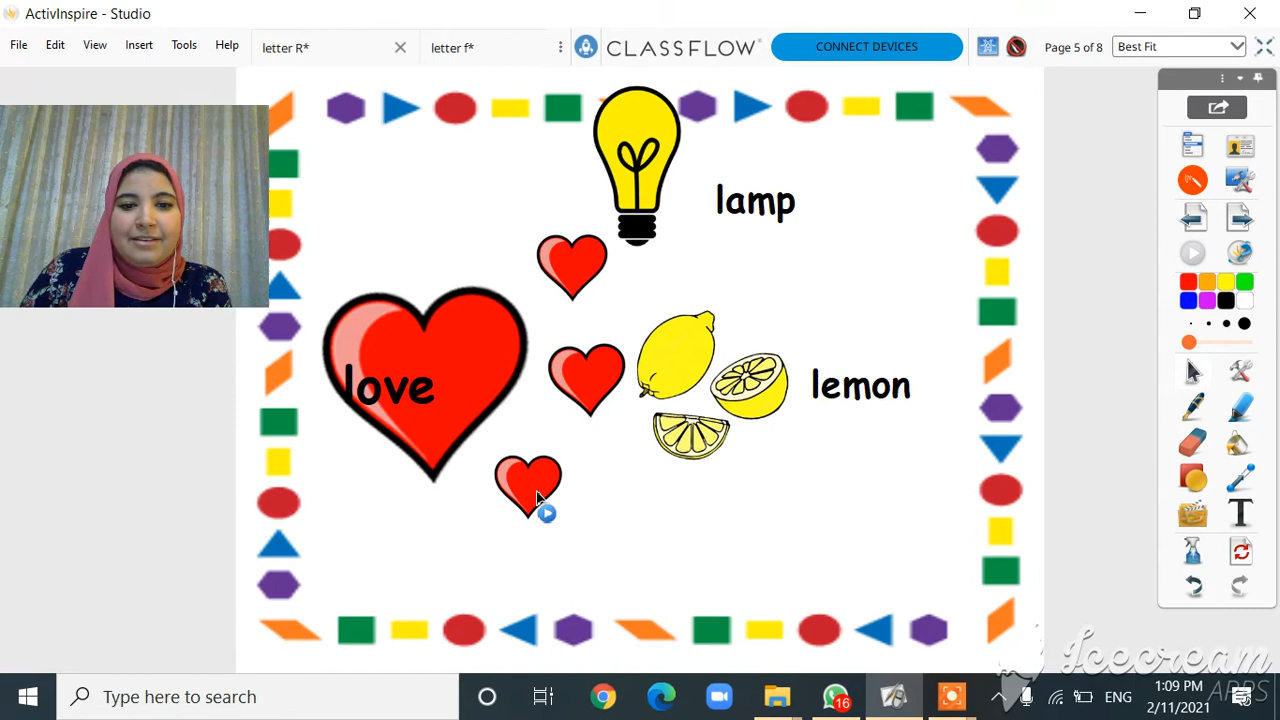 ActivInspire - Studio
File Edit View Insert Tools Help
letter R*
letter f*
CLASSFLOW
CONNECT DEVICES
Page 5 of 8
Best Fit
lamp
love
lemon
T
Icecream
APPS
Type here to search
16
ENG
1:09 PM
2/11/2021